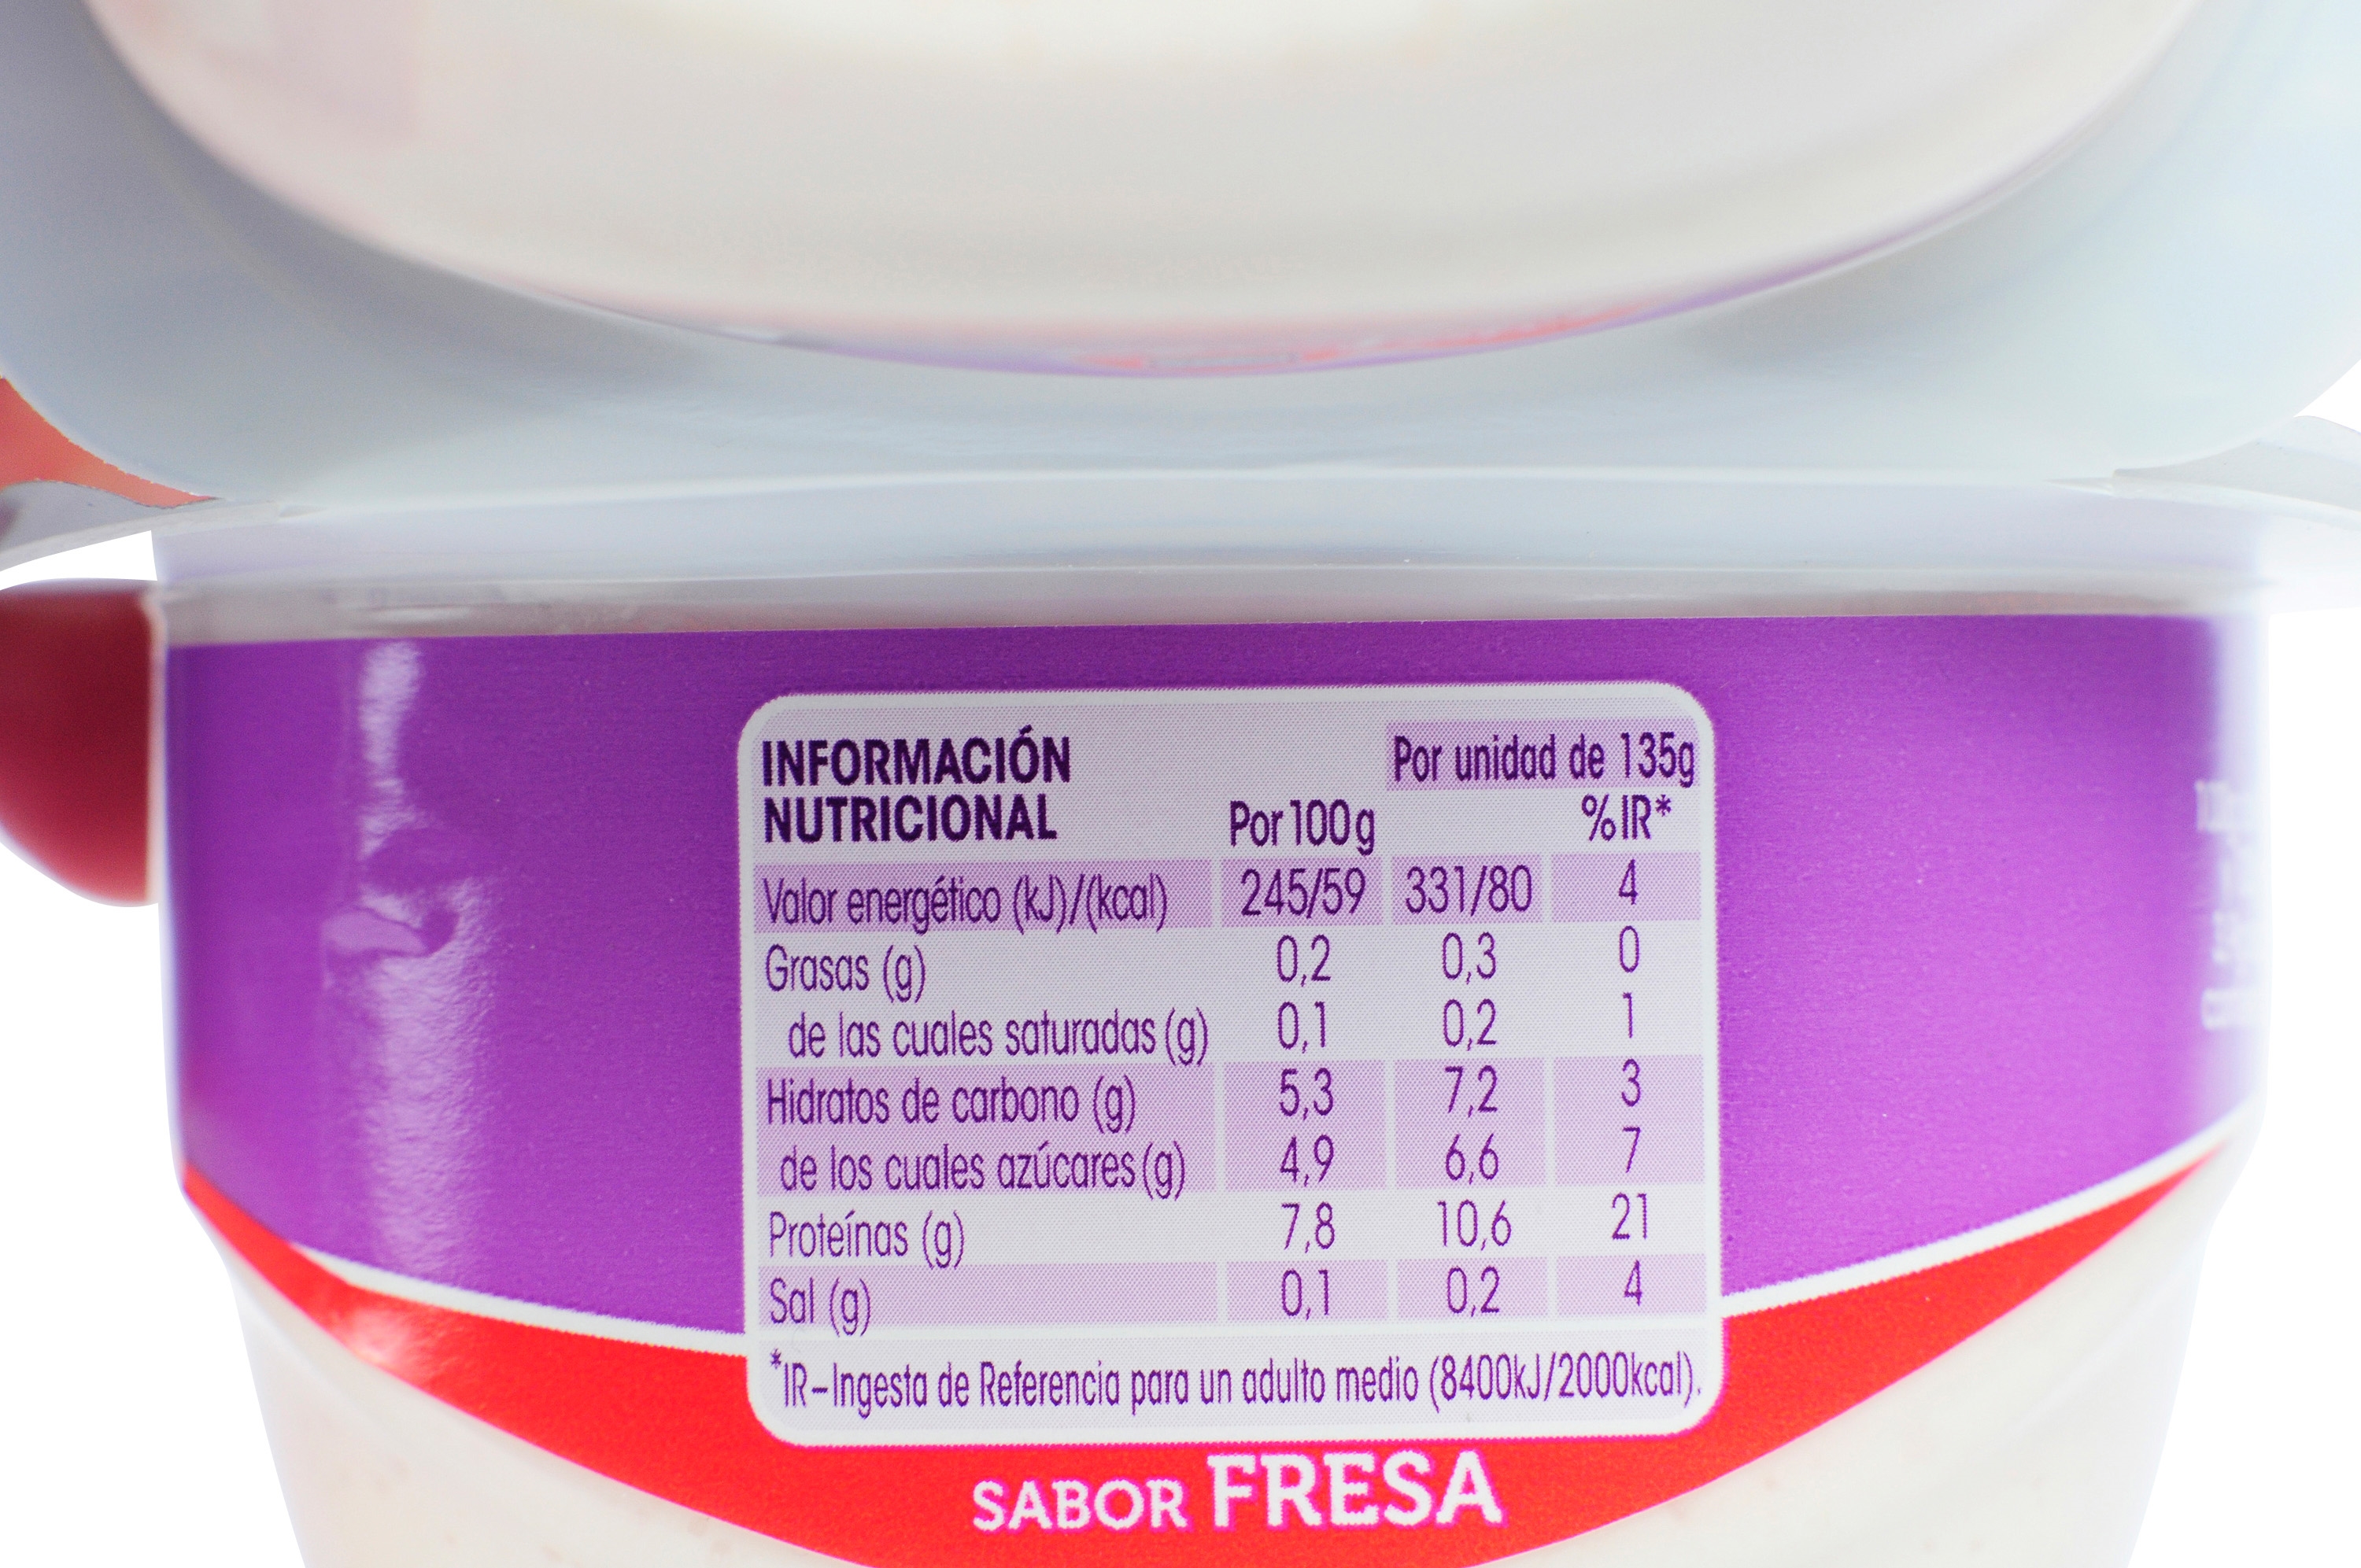 INFORMACIÓN
NUTRICIONAL
Por unidad de 135g
Por 100g %IR*
Valor energético (kJ)/(kcal) 245/59 331/80 4
Grasas (g) 0,2 0,3 0
de las cuales saturadas (g) 0,1 0,2 1
Hidratos de carbono (g) 5,3 7,2 3
de los cuales azúcares (g) 4,9 6,6 7
Proteínas (g) 7,8 10,6 21
Sal (g) 0,1 0,2 4
*IR-Ingesta de Referencia para un adulto medio (8400kJ/2000kcal).
SABOR FRESA